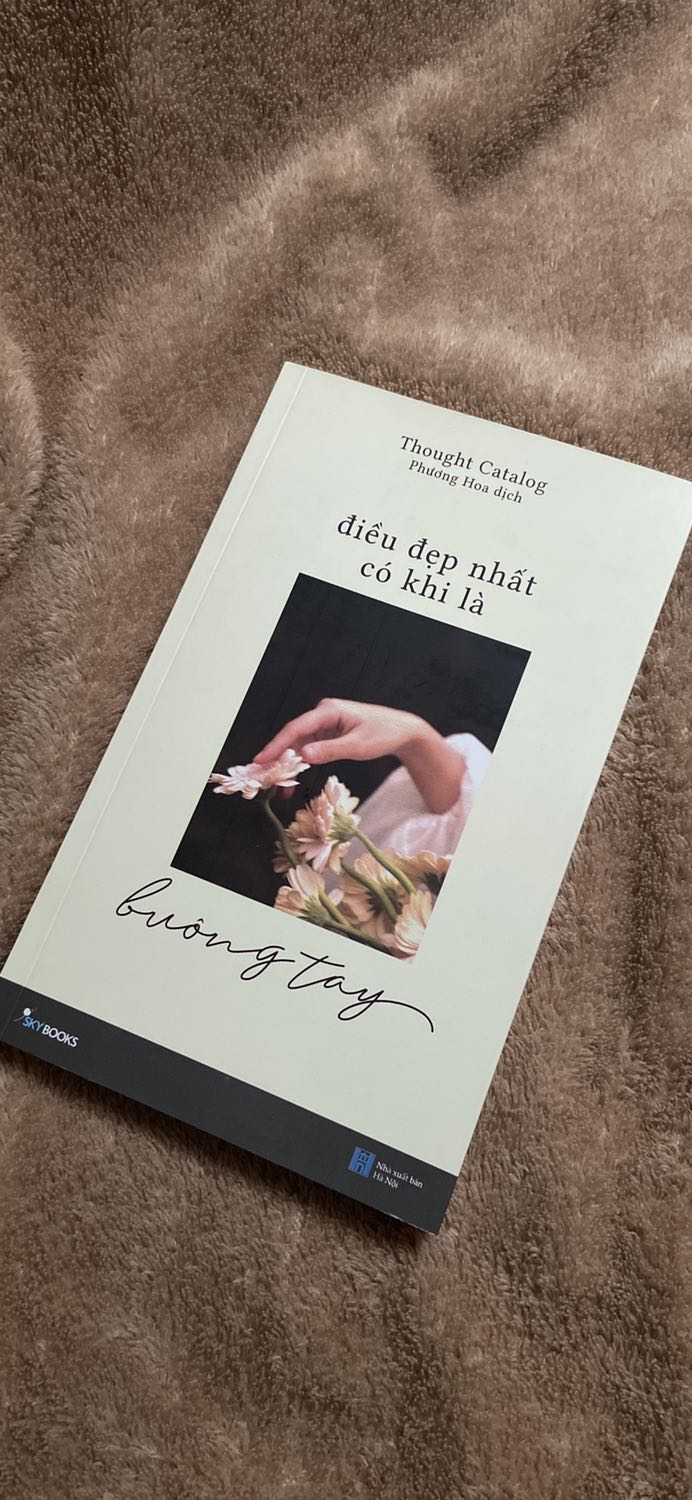 Thought Catalog
Phương Hoa dịch
điều đẹp nhất
có khi là
buông tay
SKYBOOKS
Nhà xuất bản
Hà Nội